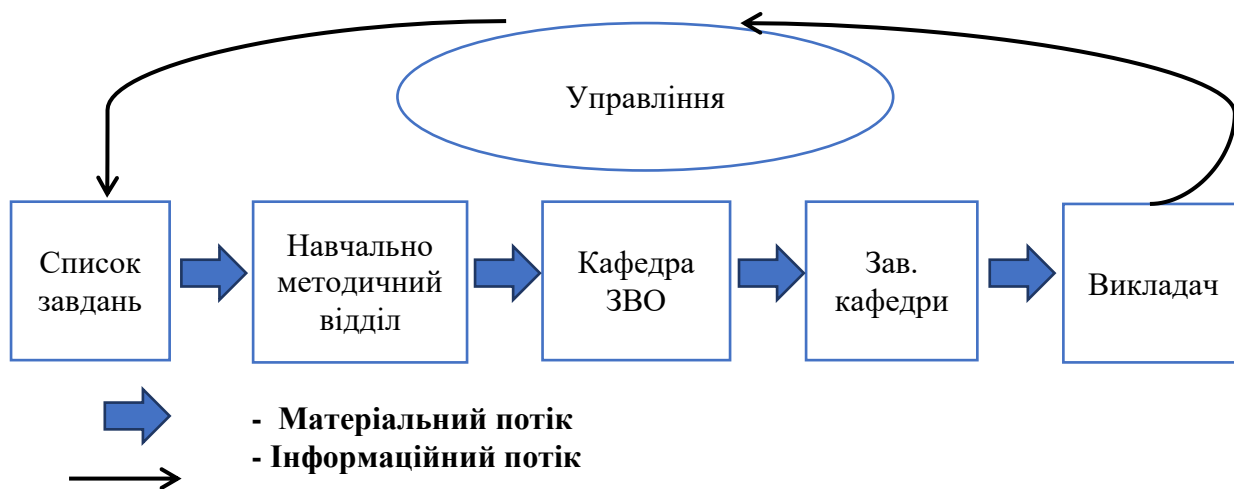 Управління
Список
завдань
Навчально
методичний
відділ
Кафедра
ЗВО
Зав.
кафедри
Викладач
- Матеріальний потік
- Інформаційний потік